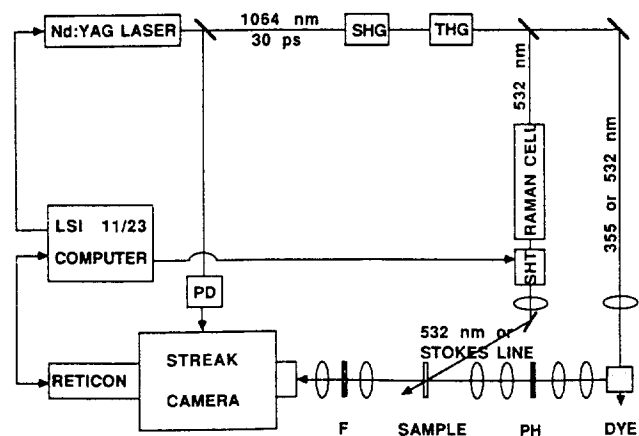 Nd:YAG LASER
1064 nm
30 ps
SHG
THG
532 nm
RAMAN CELL
355 or 532 nm
LSI 11/23
COMPUTER
SHT
PD
532 nm or
STOKES LINE
RETICON
STREAK
CAMERA
F
SAMPLE
PH
DYE